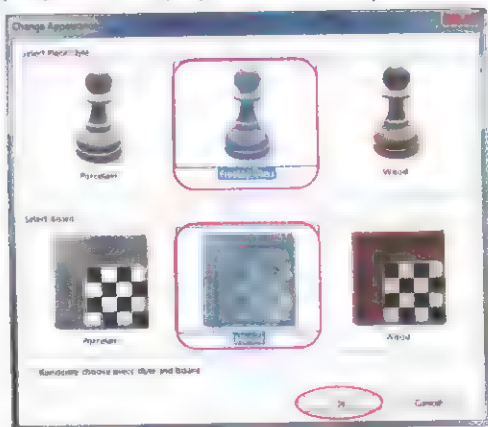 Change Appearance
Select Piece Style
Porcelain
Frosted Glass
Wood
Select Board
Porcelain
Wood
Randomly choose piece style and board
Cancel